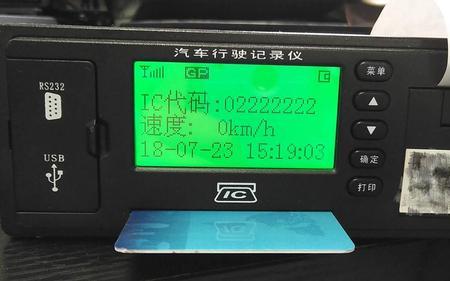 汽车行驶记录仪
RS232
USB
GP
IC代码:02222222
速度: 0km/h
18-07-23 15:19:03
菜单
确定
打印
IC